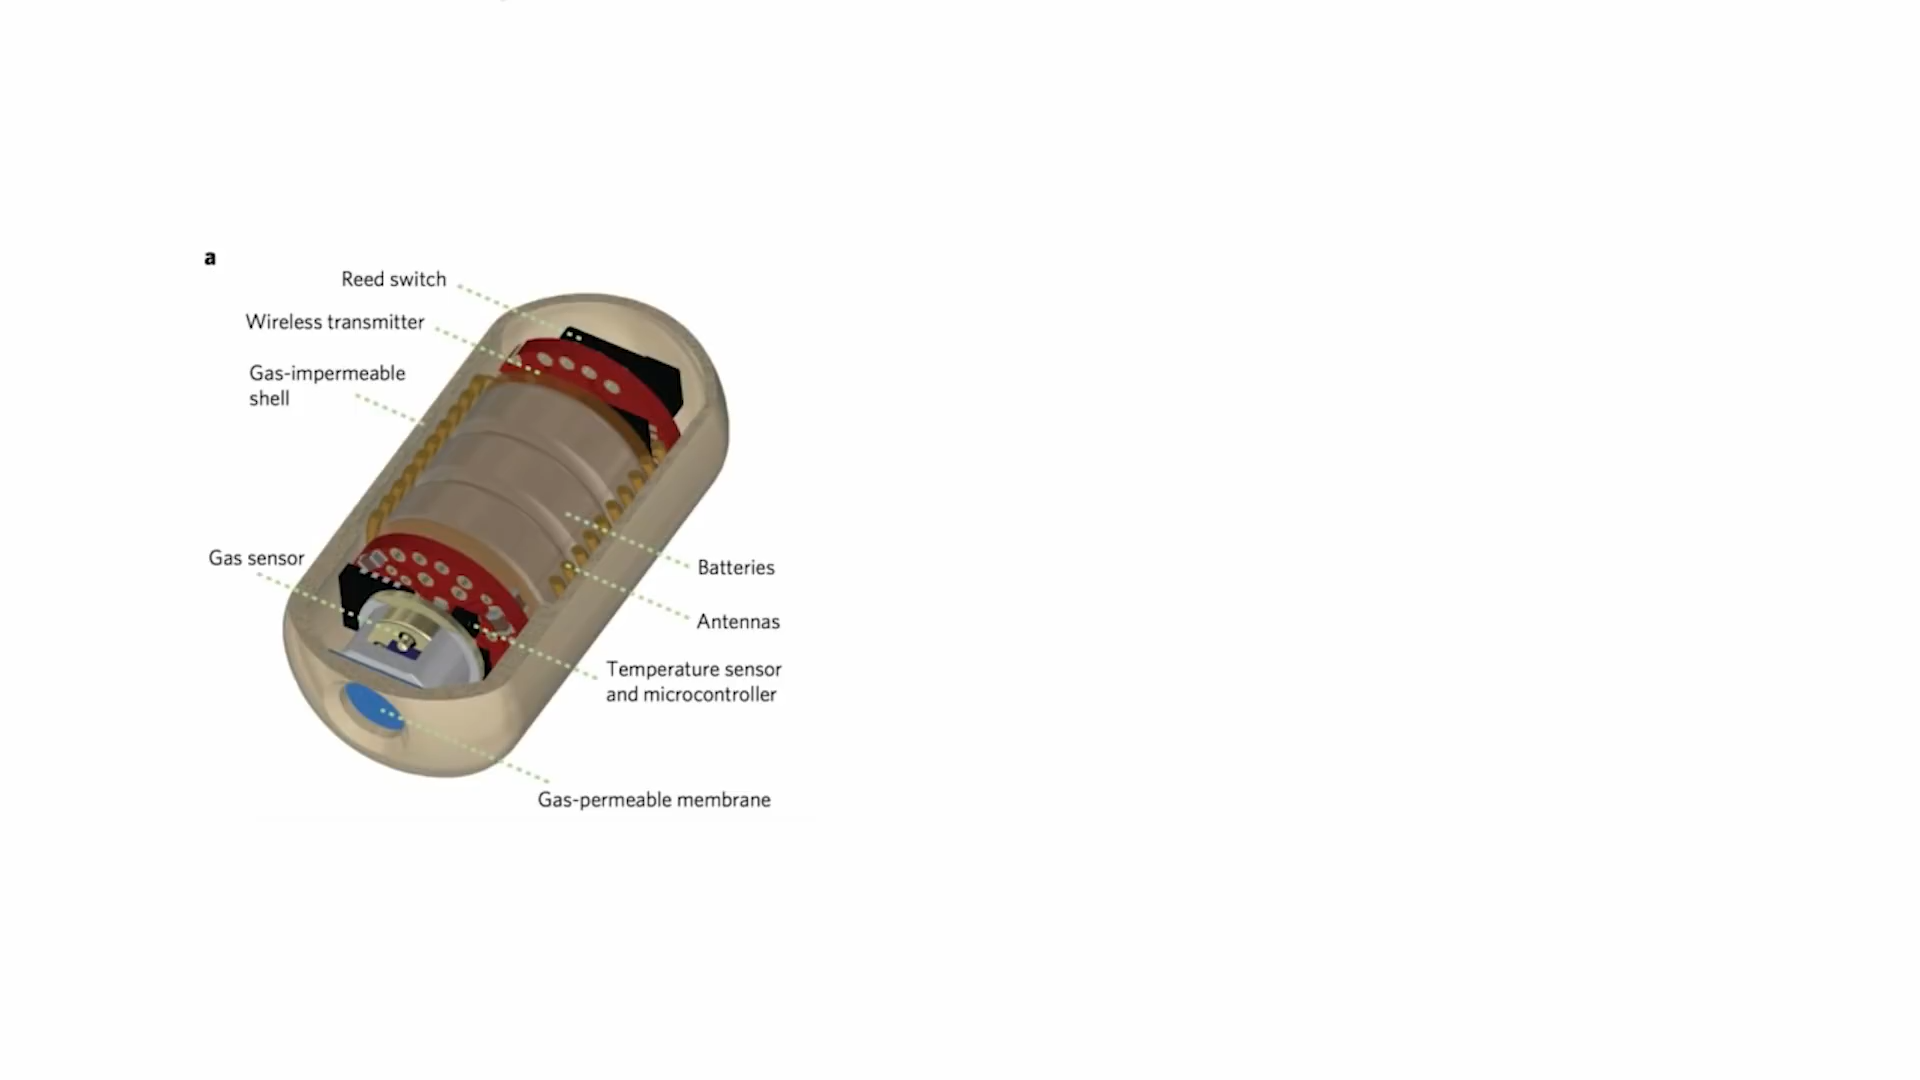 a
Reed switch
Wireless transmitter
Gas-impermeable
shell
Gas sensor
Batteries
Antennas
Temperature sensor
and microcontroller
Gas-permeable membrane